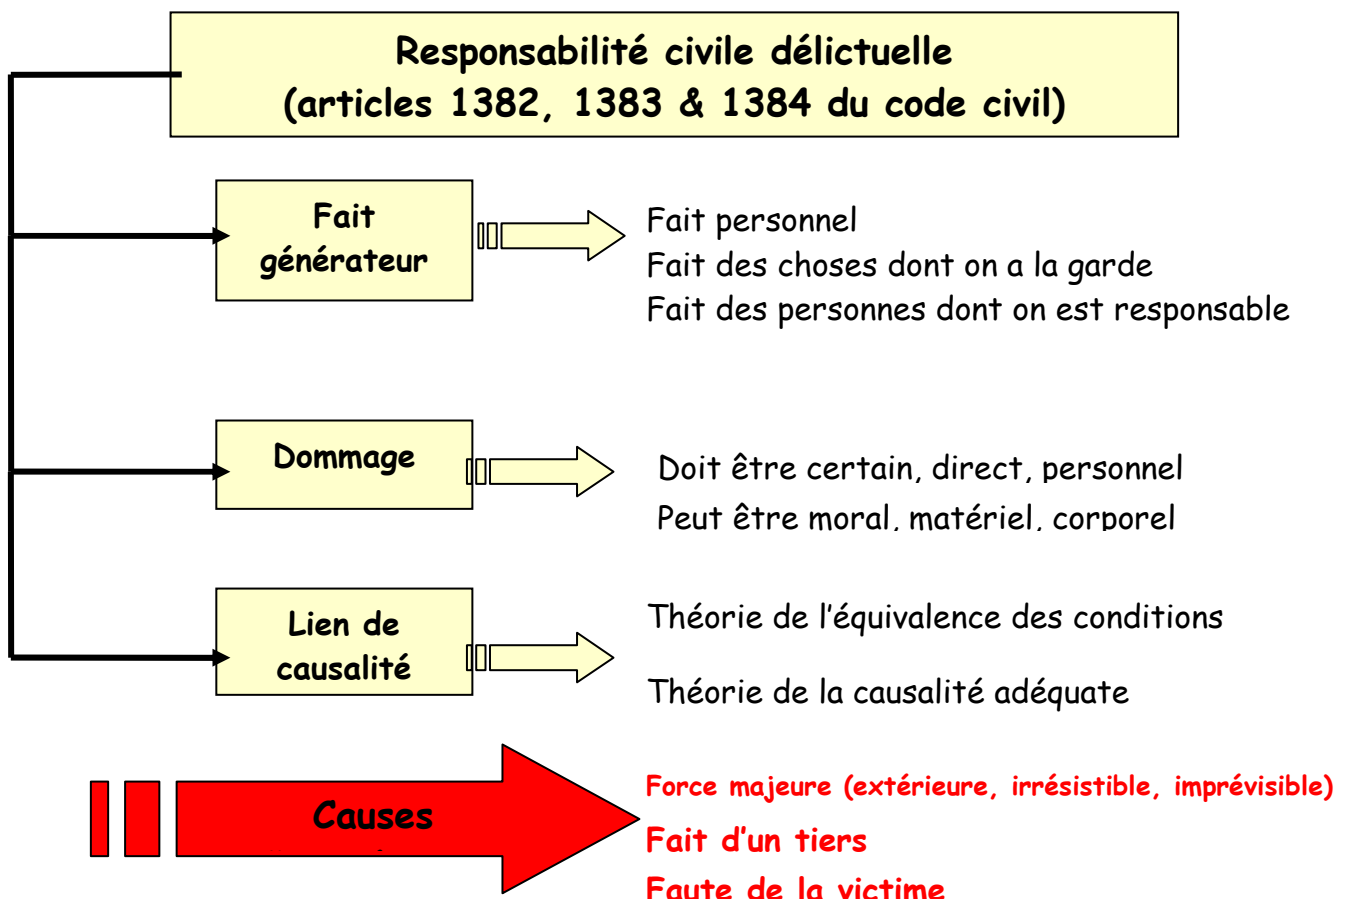 Responsabilité civile délictuelle
(articles 1382, 1383 & 1384 du code civil)
Fait
générateur
Fait personnel
Fait des choses dont on a la garde
Fait des personnes dont on est responsable
Dommage
Doit être certain, direct, personnel
Peut être moral, matériel, corporel
Lien de
causalité
Théorie de l'équivalence des conditions
Théorie de la causalité adéquate
Causes
Force majeure (extérieure, irrésistible, imprévisible)
Fait d'un tiers
Faute de la victime